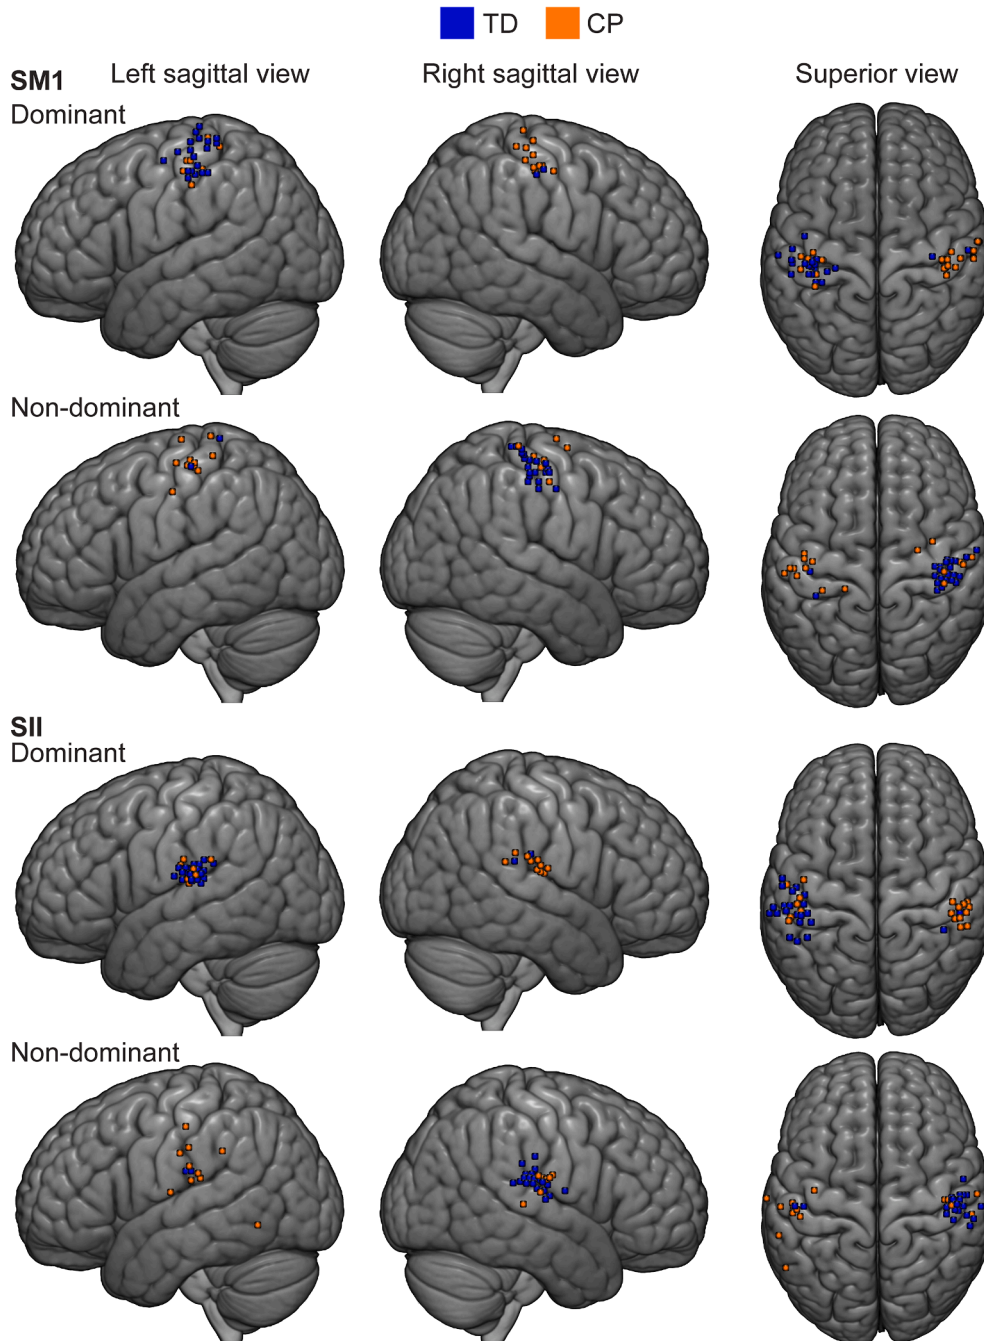 TD CP
SM1 Left sagittal view Right sagittal view Superior view
Dominant
Non-dominant
SII
Dominant
Non-dominant